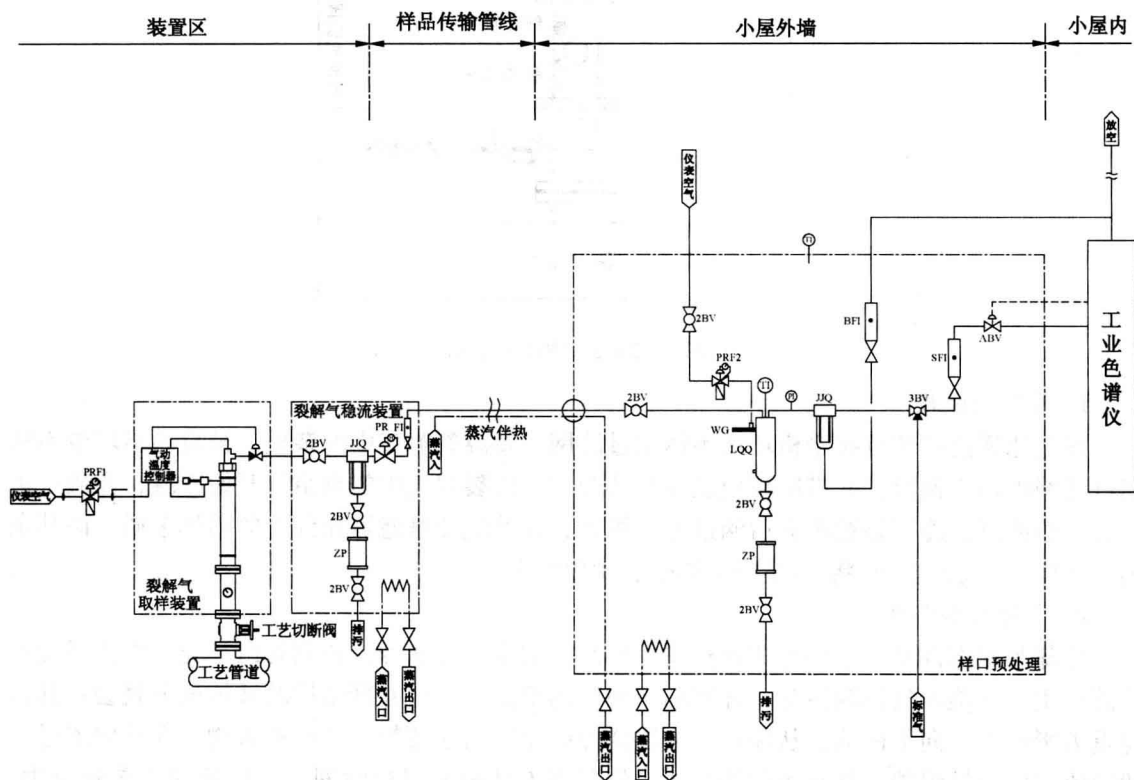 装置区
样品传输管线
小屋外墙
小屋内
放空
仪表空气
TI
2BV
BFI
SFI
ABV
工业色谱仪
PRF2
TI
PI
JJQ
3BV
2BV
WG
LQQ
裂解气稳流装置
PR FI
蒸汽入
蒸汽伴热
2BV
JJQ
气动
温度
控制器
PRF1
仪表空气
2BV
2BV
ZP
ZP
2BV
2BV
裂解气
取样装置
工艺切断阀
工艺管道
排污
蒸汽入口
蒸汽出口
样口预处理
蒸汽出口
蒸汽入口
蒸汽出口
排污
标准气